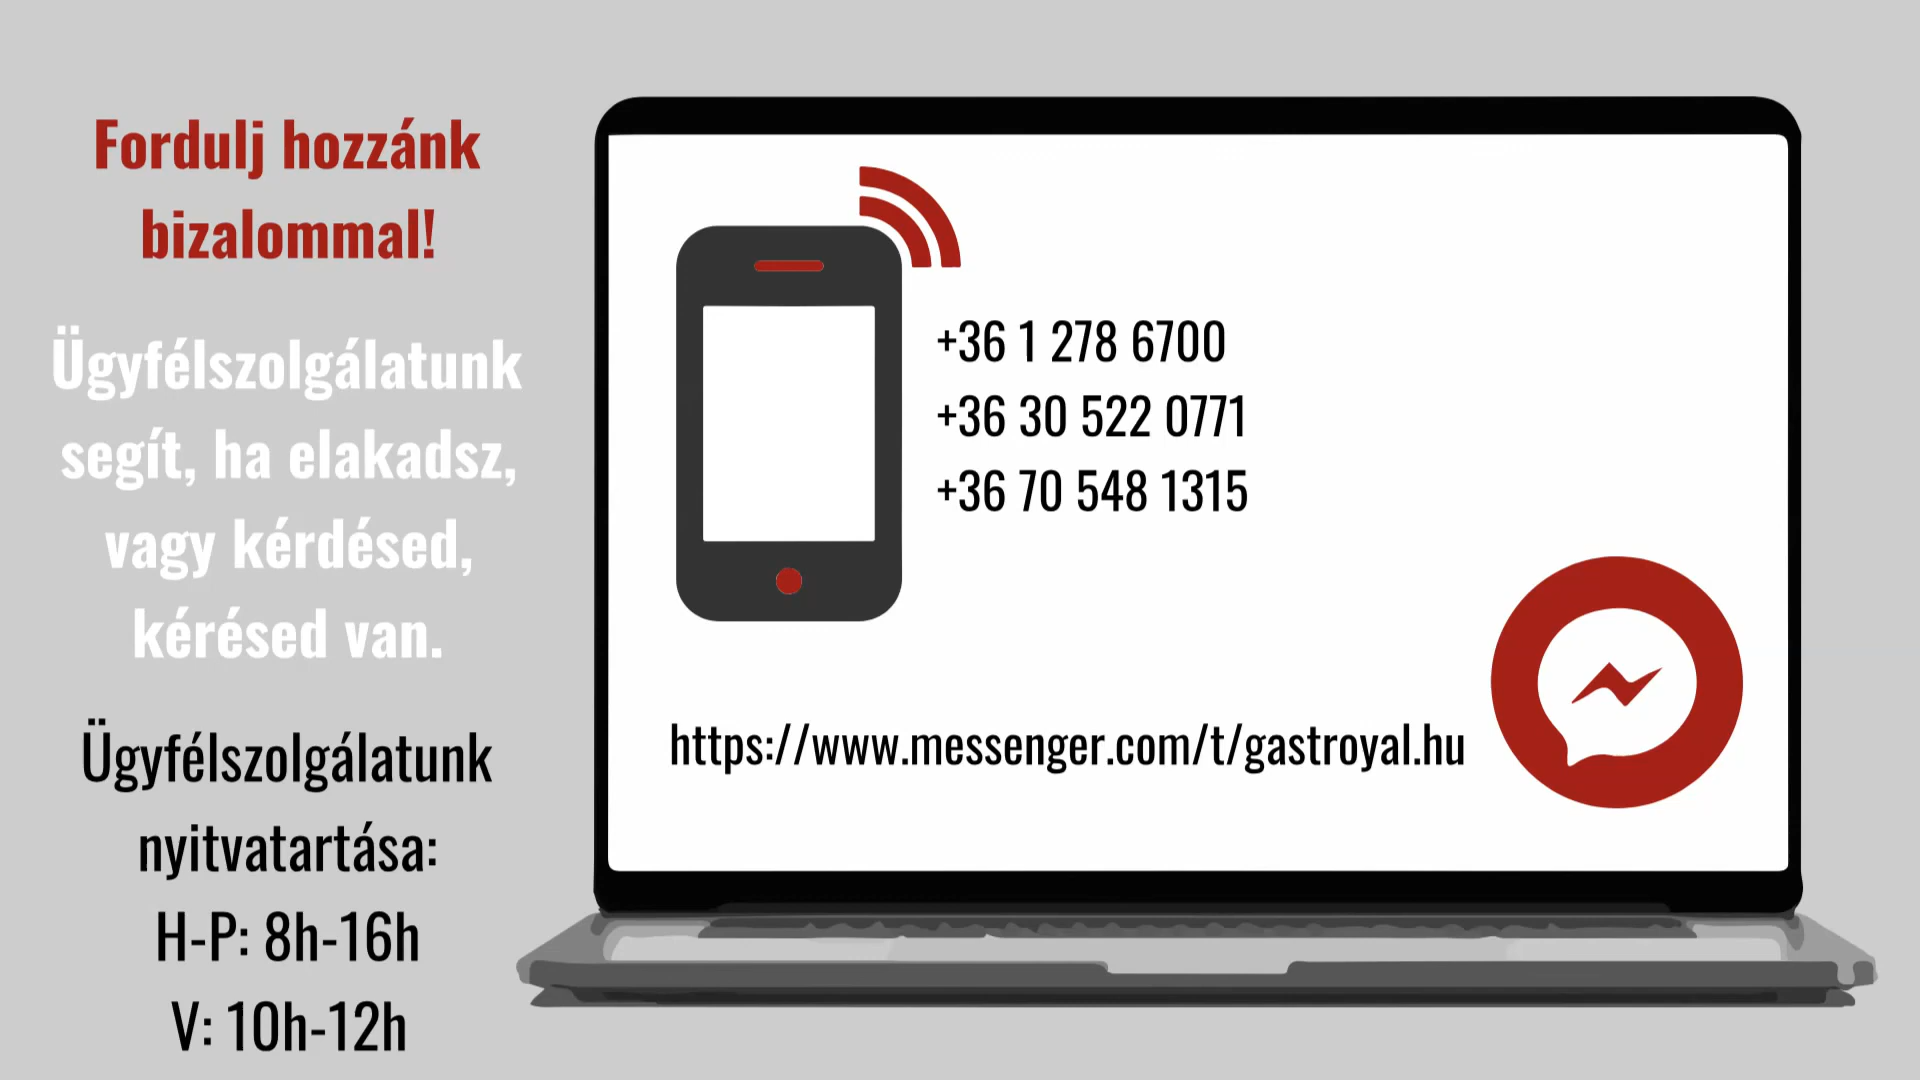 Fordulj hozzánk
bizalommal!
Ügyfélszolgálatunk
segít, ha elakadsz,
vagy kérdésed,
kérésed van.
Ügyfélszolgálatunk
nyitvatartása:
H-P: 8h-16h
V: 10h-12h
+36 1 278 6700
+36 30 522 0771
+36 70 548 1315
https://www.messenger.com/t/gastroyal.hu